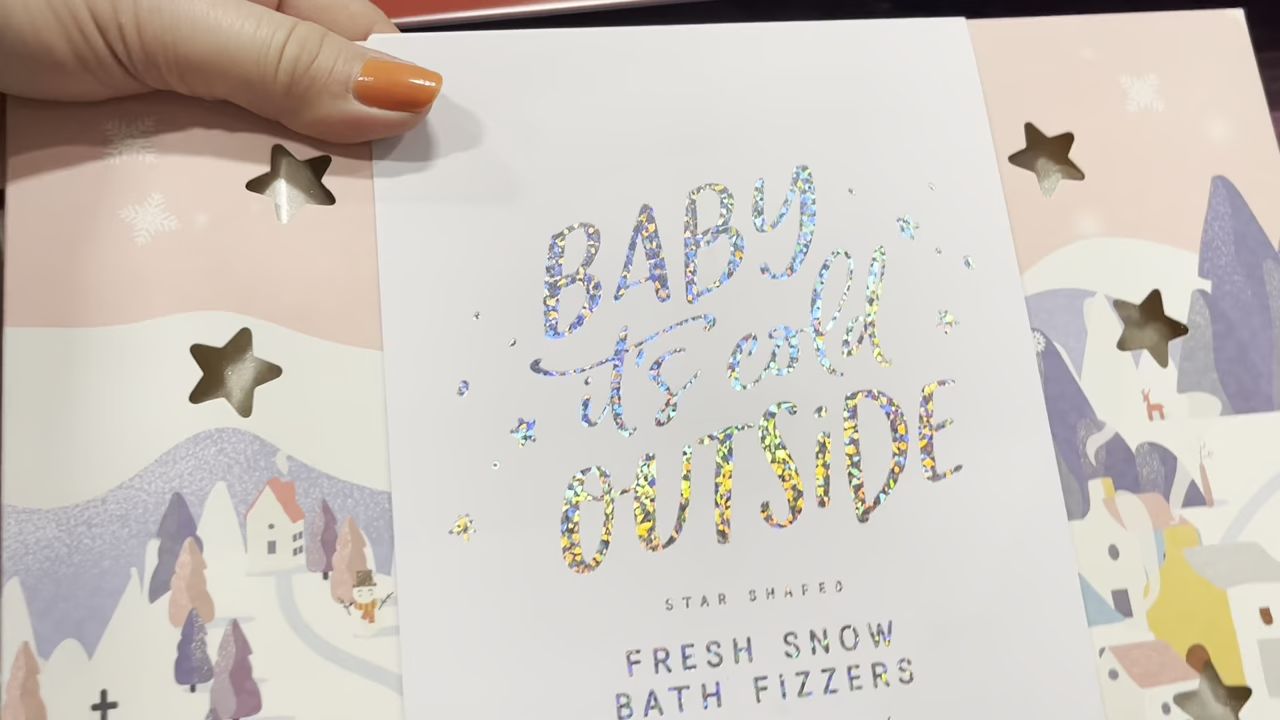 BABY
it's cold
OUTSiDE
STAR SHAPED
FRESH SNOW
BATH FiZZERS